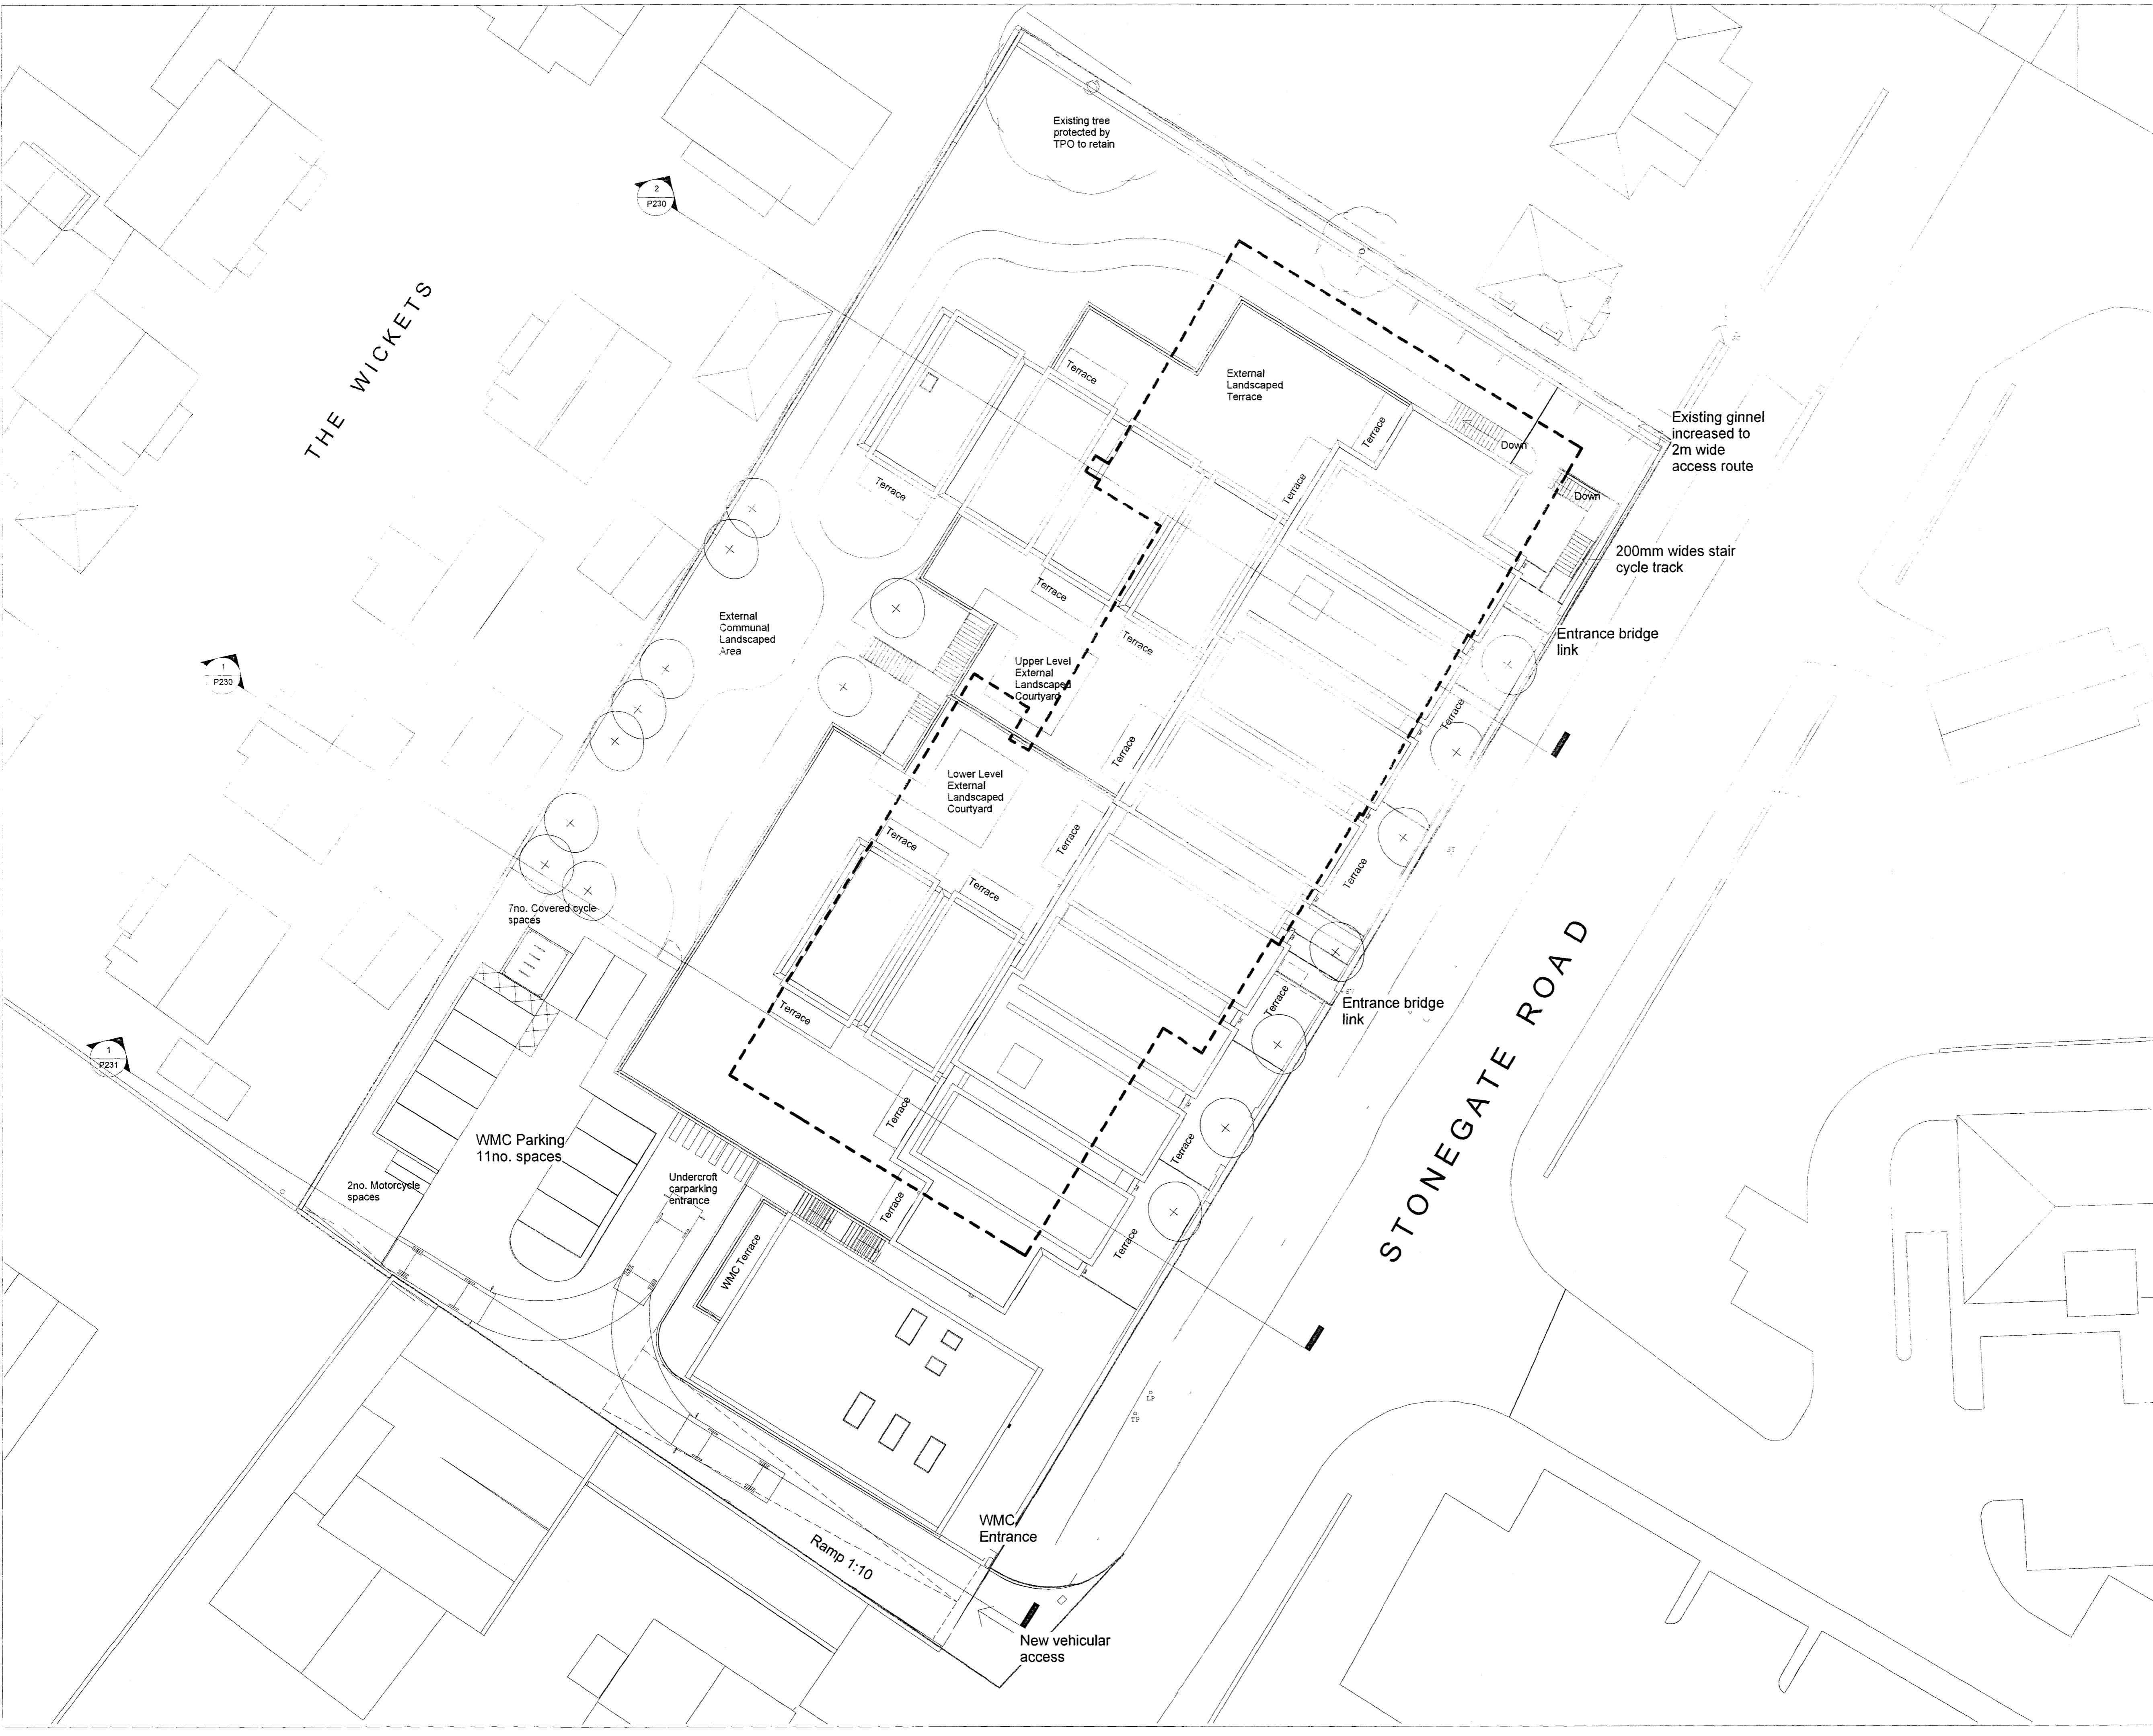 Existing tree
protected by
TPO to retain
2
P230
THE WICKETS
External
Landscaped
Terrace
Terrace
Terrace
Down
Existing ginnel
increased to
2m wide
access route
Terrace
Terrace
Down
200mm wides stair
cycle track
Terrace
External
Communal
Landscaped
Area
Terrace
Entrance bridge
link
1
P230
Upper Level
External
Landscaped
Courtyard
Terrace
Terrace
Lower Level
External
Landscaped
Courtyard
Terrace
Terrace
Terrace
Terrace
7no. Covered cycle
spaces
STONEGATE ROAD
Terrace
Terrace
Entrance bridge
link
1
P231
Terrace
WMC Parking
11no. spaces
Terrace
2no. Motorcycle
spaces
Undercroft
carparking
entrance
Terrace
Terrace
WMC Terrace
LP
TP
WMC
Entrance
Ramp 1:10
New vehicular
access